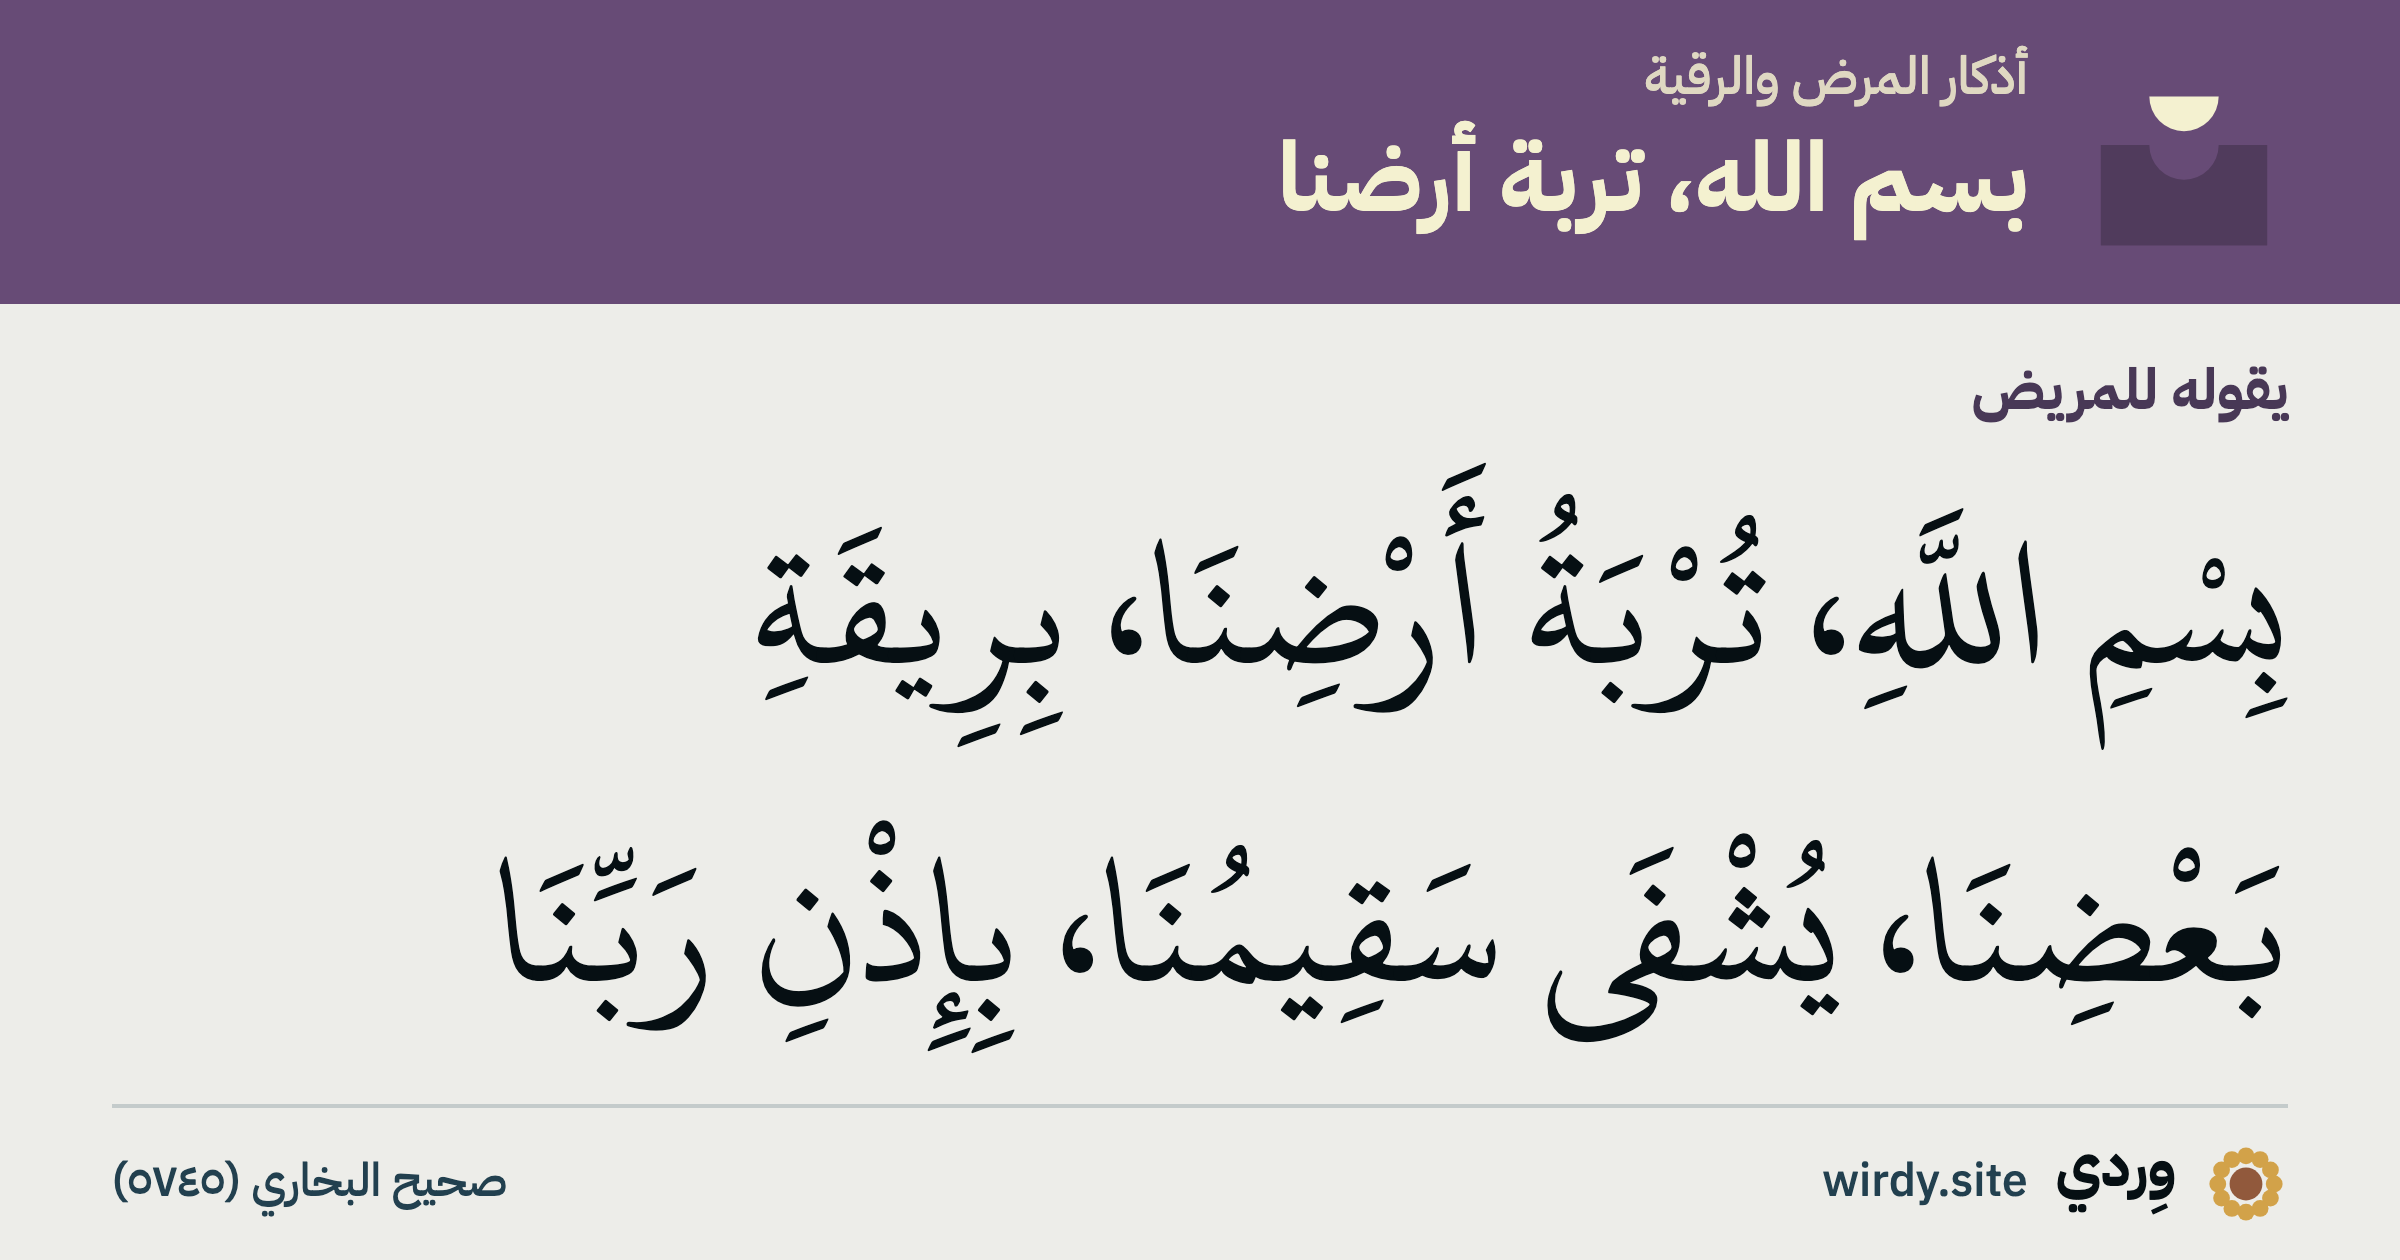 أذكار المرض والرقية
بسم الله، تربة أرضنا
يقوله للمريض
بِسْمِ اللَّهِ، تُرْبَةُ أَرْضِنَا، بِرِيقَةِ
بَعْضِنَا، يُشْفَى سَقِيمُنَا، بِإِذْنِ رَبِّنَا
وِردي wirdy.site
صحيح البخاري (٥٧٤٥)